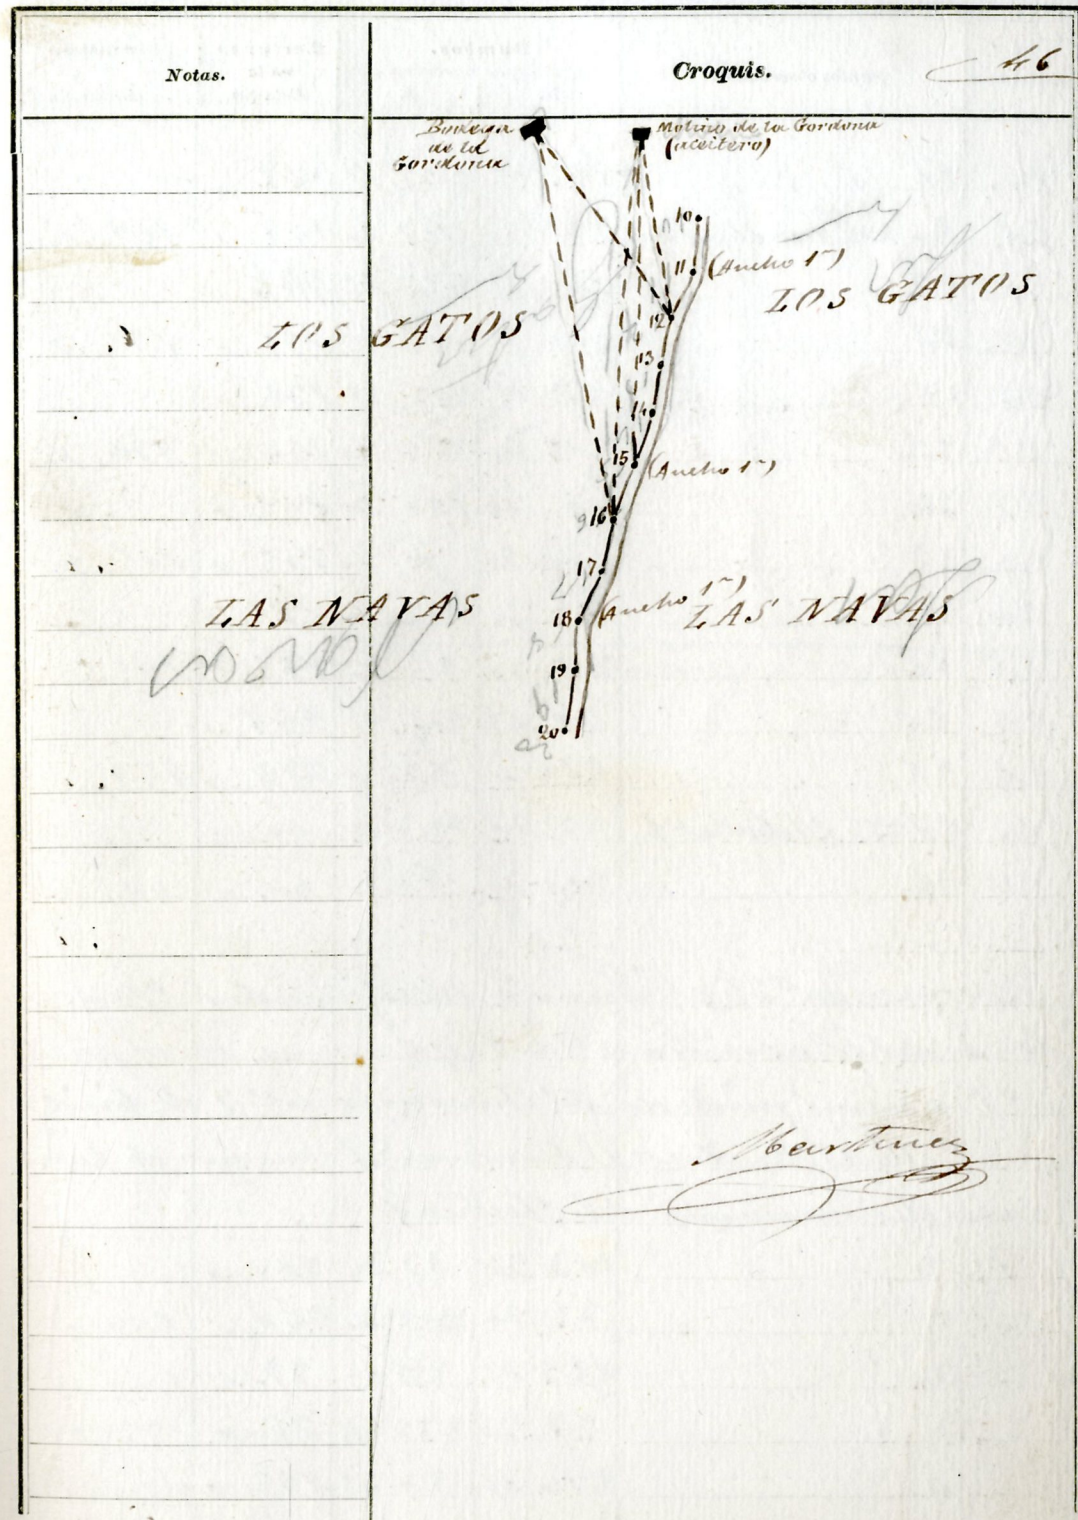 Notas.
Croquis.
46
Bodega
de la
Gordona
Molino de la Gordona
(aceitero)
10
11
(Ancho 1m)
LOS GATOS
LOS GATOS
12
13
14
15
(Ancho 1m)
16
17
LAS NAVAS
18
(Ancho 1m)
LAS NAVAS
19
20
Martinez